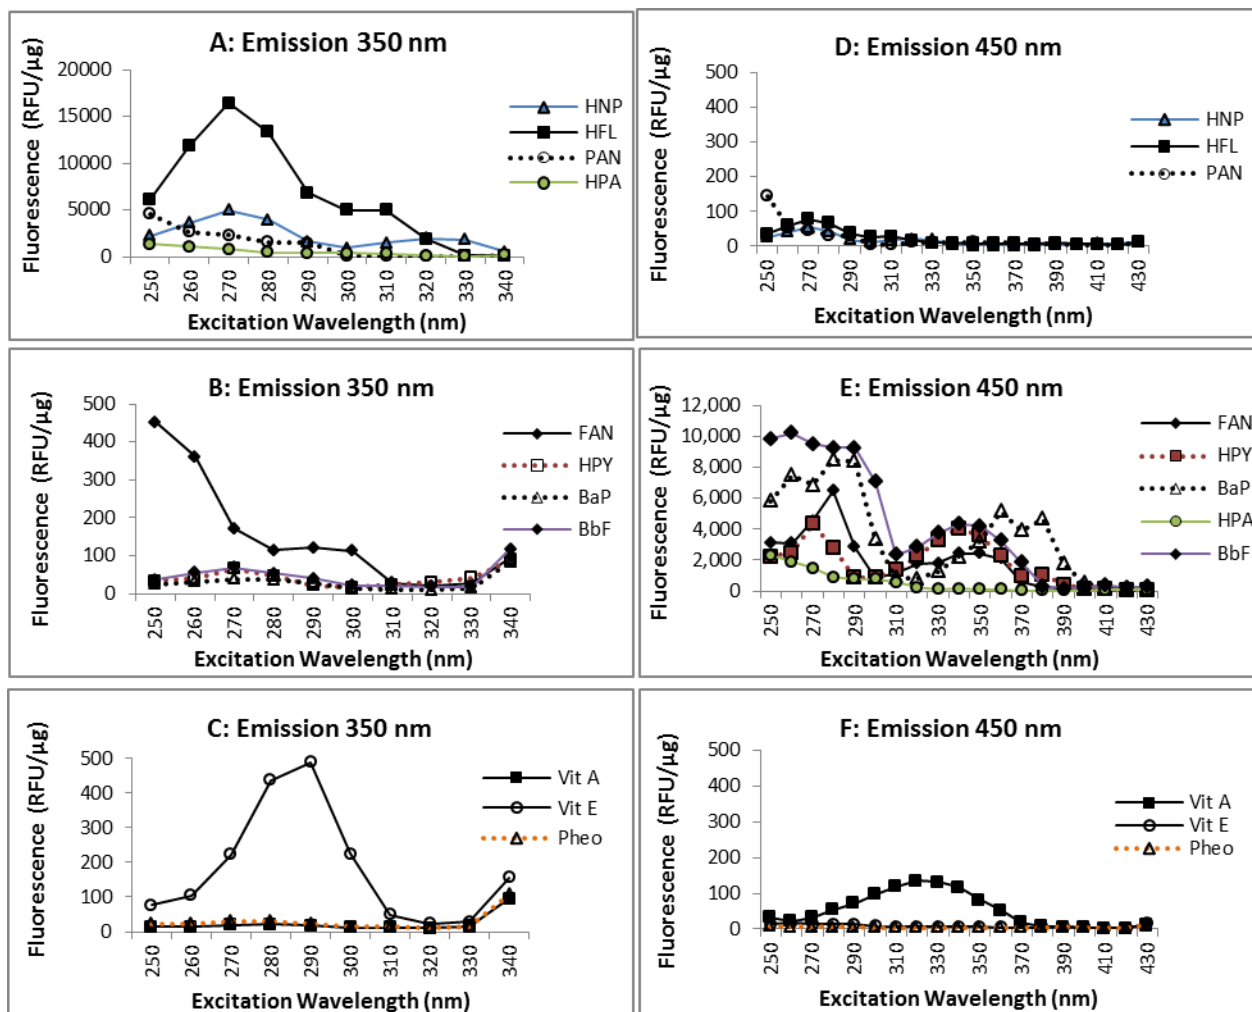 A: Emission 350 nm
Fluorescence (RFU/µg)
20000
15000
10000
5000
0
250
260
270
280
290
300
310
320
330
340
Excitation Wavelength (nm)
HNP
HFL
PAN
HPA
D: Emission 450 nm
Fluorescence (RFU/µg)
500
400
300
200
100
0
250
270
290
310
330
350
370
390
410
430
Excitation Wavelength (nm)
HNP
HFL
PAN
B: Emission 350 nm
Fluorescence (RFU/µg)
500
400
300
200
100
0
250
260
270
280
290
300
310
320
330
340
Excitation Wavelength (nm)
FAN
HPY
BaP
BbF
E: Emission 450 nm
Fluorescence (RFU/µg)
12,000
10,000
8,000
6,000
4,000
2,000
0
250
270
290
310
330
350
370
390
410
430
Excitation Wavelength (nm)
FAN
HPY
BaP
HPA
BbF
C: Emission 350 nm
Fluorescence (RFU/µg)
500
400
300
200
100
0
250
260
270
280
290
300
310
320
330
340
Excitation Wavelength (nm)
Vit A
Vit E
Pheo
F: Emission 450 nm
Fluorescence (RFU/µg)
500
400
300
200
100
0
250
270
290
310
330
350
370
390
410
430
Excitation Wavelength (nm)
Vit A
Vit E
Pheo